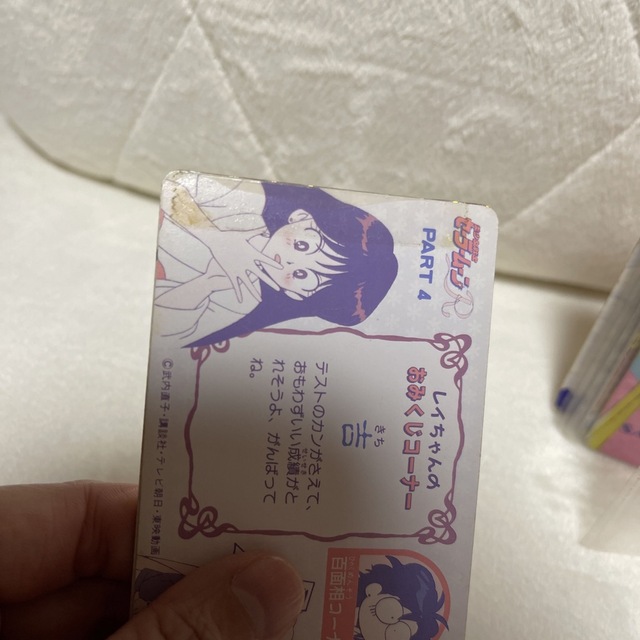 セーラームーンR
PART 4
レイちゃんの
おみくじコーナー
きち
吉
テストのカンがさえて、
おもわずいい成績がと
せいせき
れそうよ、がんばって
ね。
©武内直子・講談社・テレビ朝日・東映動画
百面相コー